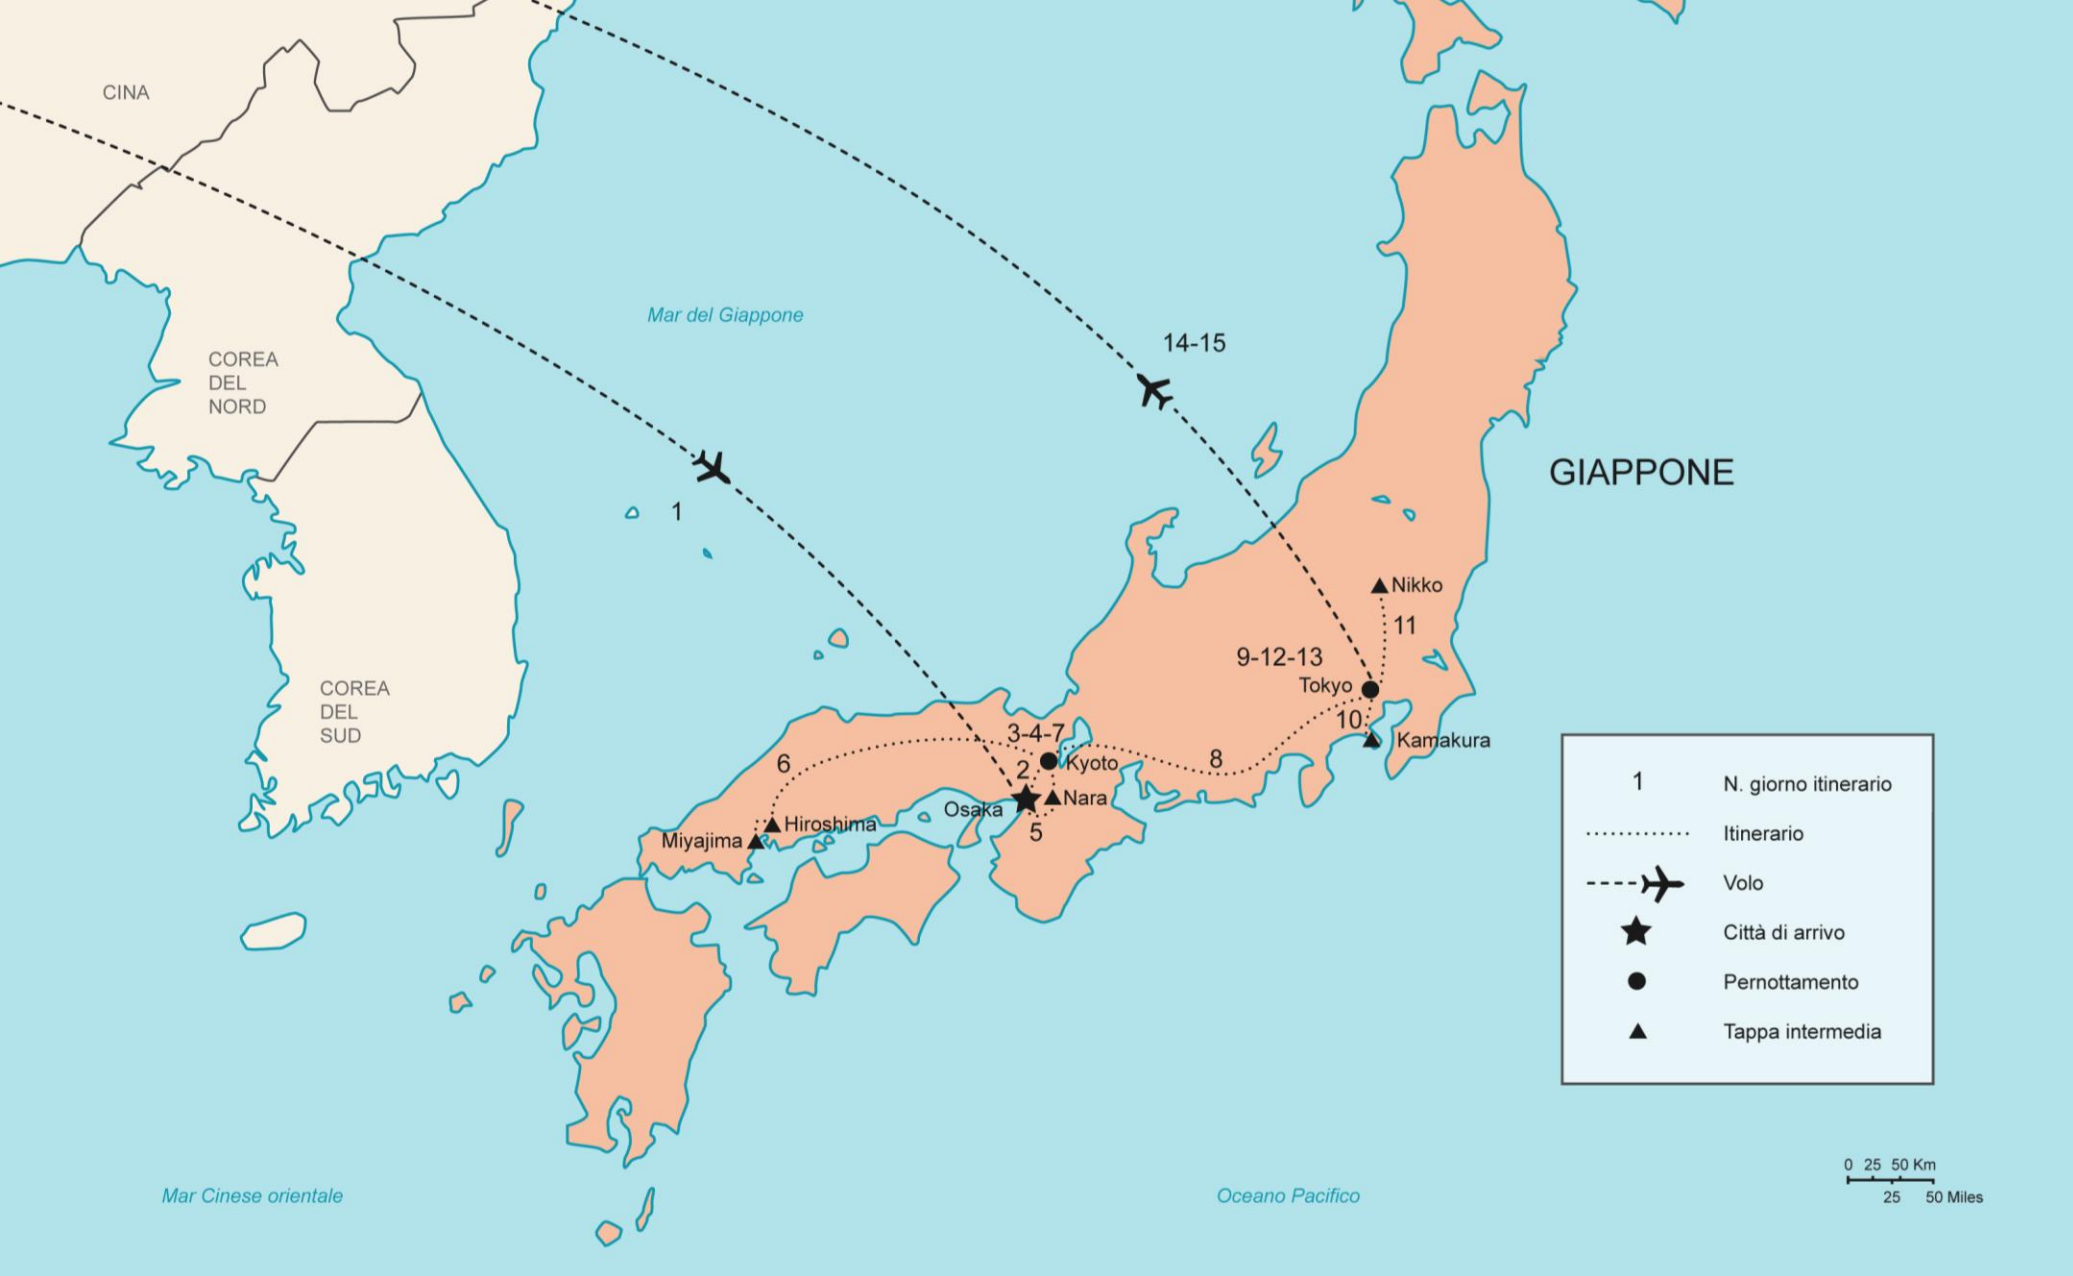 CINA
Mar del Giappone
14-15
COREA
DEL
NORD
GIAPPONE
1
Nikko
11
9-12-13
Tokyo
COREA
DEL
SUD
10
3-4-7
Kamakura
6
8
2
Kyoto
Nara
Osaka
Hiroshima
5
Miyajima
1 N. giorno itinerario
Itinerario
Volo
Città di arrivo
Pernottamento
Tappa intermedia
0 25 50 Km
25 50 Miles
Mar Cinese orientale
Oceano Pacifico